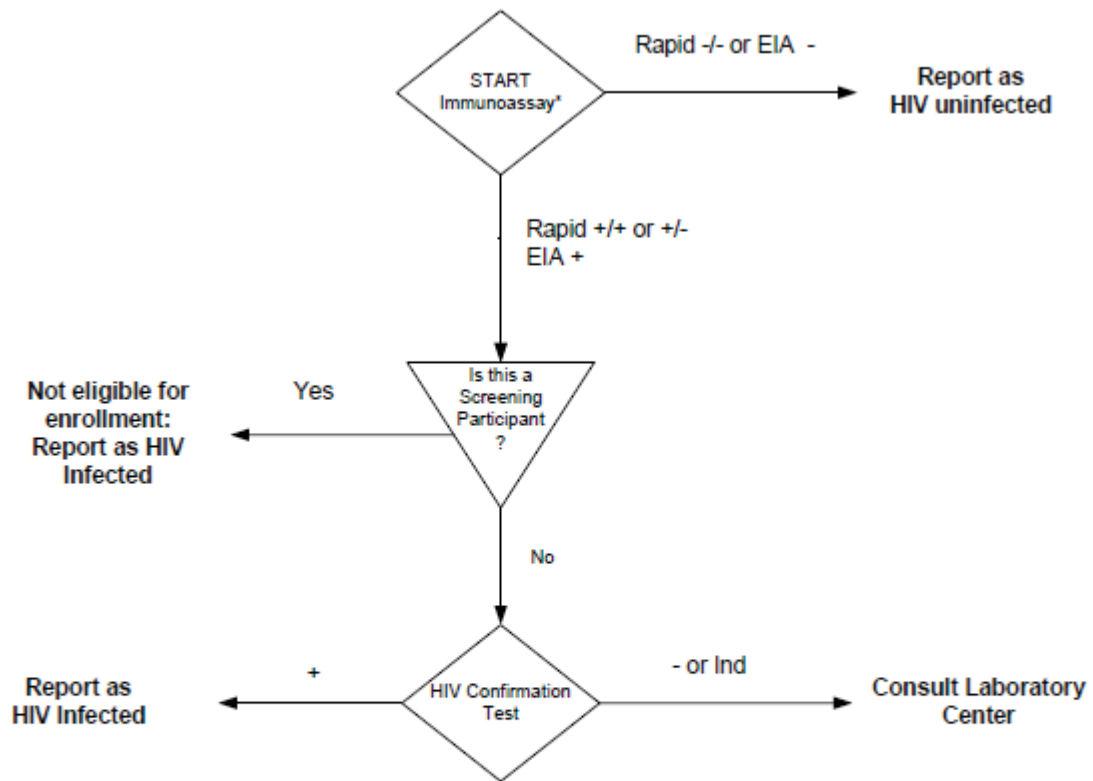 Rapid -/- or EIA -
START
Immunoassay*
Report as
HIV uninfected
Rapid +/+ or +/-
EIA +
Is this a
Screening
Participant
?
Yes
Not eligible for
enrollment:
Report as HIV
Infected
No
+
HIV Confirmation
Test
- or Ind
Report as
HIV Infected
Consult Laboratory
Center